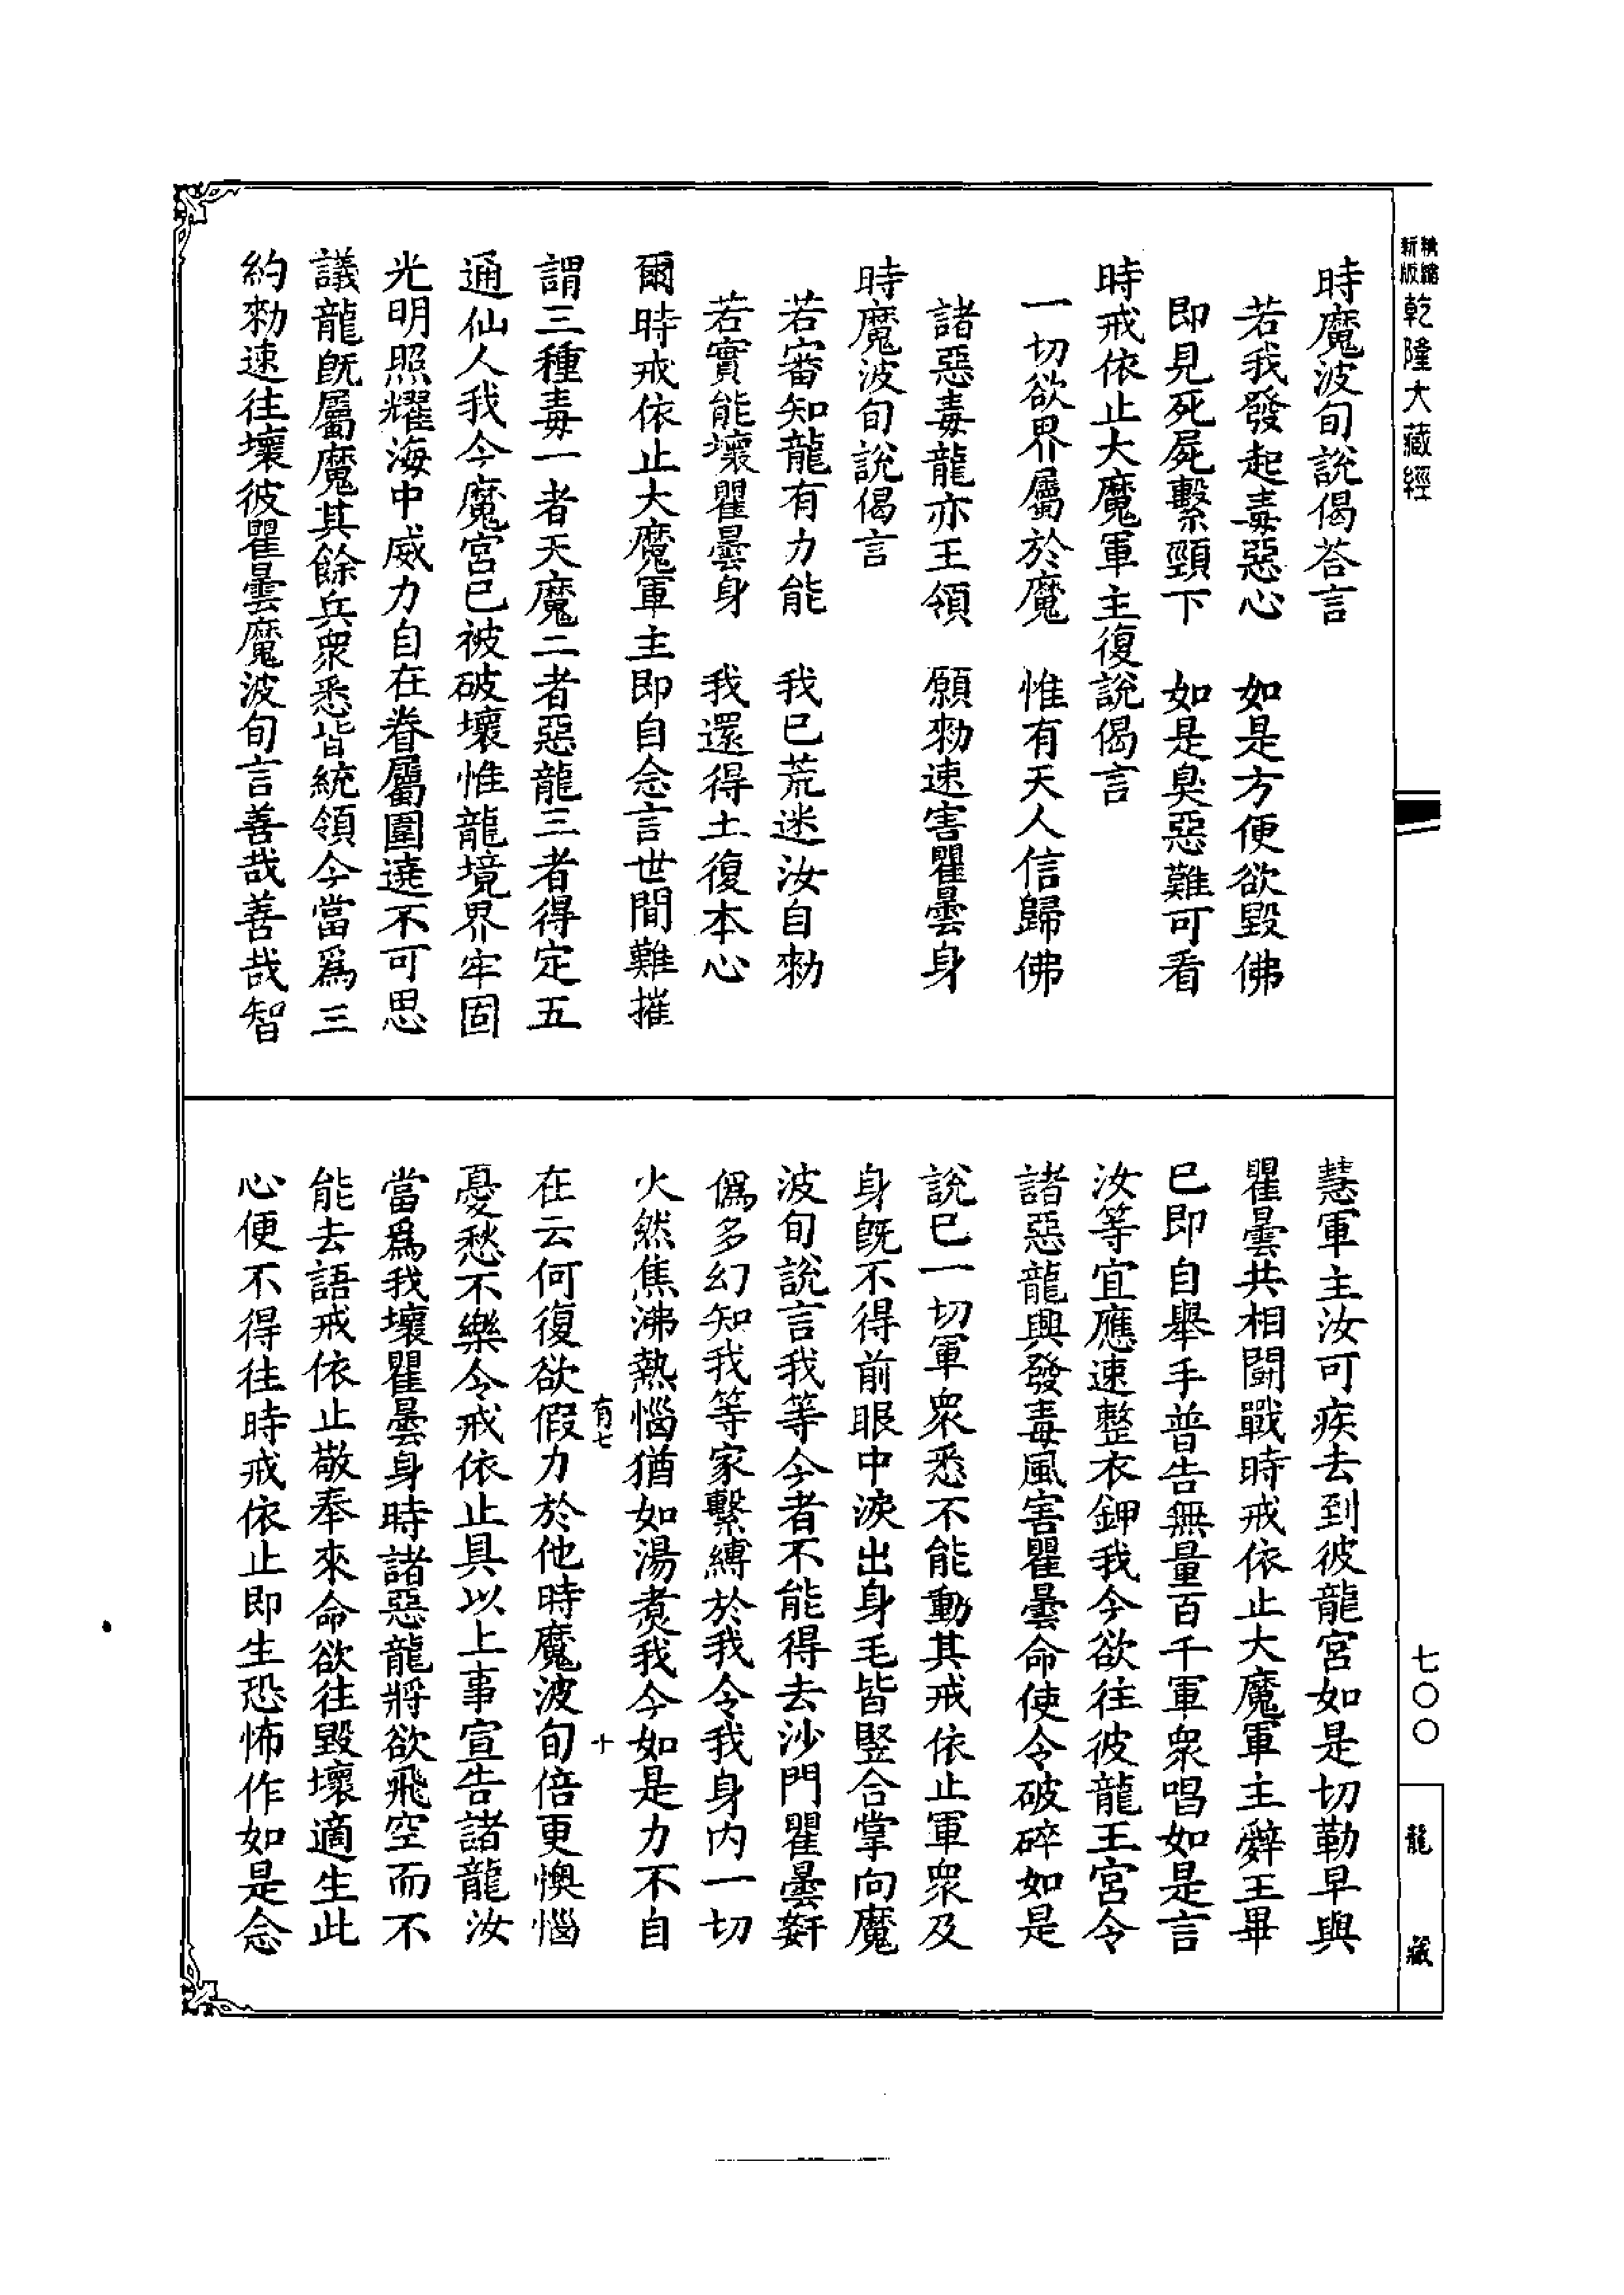 精縮新版
乾隆大藏經
時魔波旬說偈荅言
若我發起毒惡心　如是方便欲毀佛
即見死屍繫頸下　如是臭惡難可看
時戒依止大魔軍主復說偈言
一切欲界屬於魔　惟有天人信歸佛
諸惡毒龍亦王領　願勑速害瞿曇身
時魔波旬說偈言
若審知龍有力能　我已荒迷汝自勑
若實能壞瞿曇身　我還得土復本心
爾時戒依止大魔軍主即自念言世間難摧
謂三種毒一者天魔二者惡龍三者得定五
通仙人我今魔宮已被破壞惟龍境界牢固
光明照耀海中威力自在眷屬圍遶不可思
議龍旣屬魔其餘兵衆悉皆統領今當爲三
約勑速往壞彼瞿曇魔波旬言善哉善哉智
慧軍主汝可疾去到彼龍宮如是切勒早與
瞿曇共相鬪戰時戒依止大魔軍主辭王畢
已即自舉手普告無量百千軍衆唱如是言
汝等宜應速整衣鉀我今欲往彼龍王宮令
諸惡龍興發毒風害瞿曇命使令破碎如是
說已一切軍衆悉不能動其戒依止軍衆及
身旣不得前眼中淚出身毛皆竪合掌向魔
波旬說言我等今者不能得去沙門瞿曇姧
僞多幻知我等家繫縛於我令我身內一切
火然焦沸熱惱猶如湯煑我今如是力不自
有七　十
在云何復欲假力於他時魔波旬倍更懊惱
憂愁不樂令戒依止具以上事宣告諸龍汝
當爲我壞瞿曇身時諸惡龍將欲飛空而不
能去語戒依止敬奉來命欲往毀壞適生此
心便不得往時戒依止即生恐怖作如是念
七〇〇
龍藏